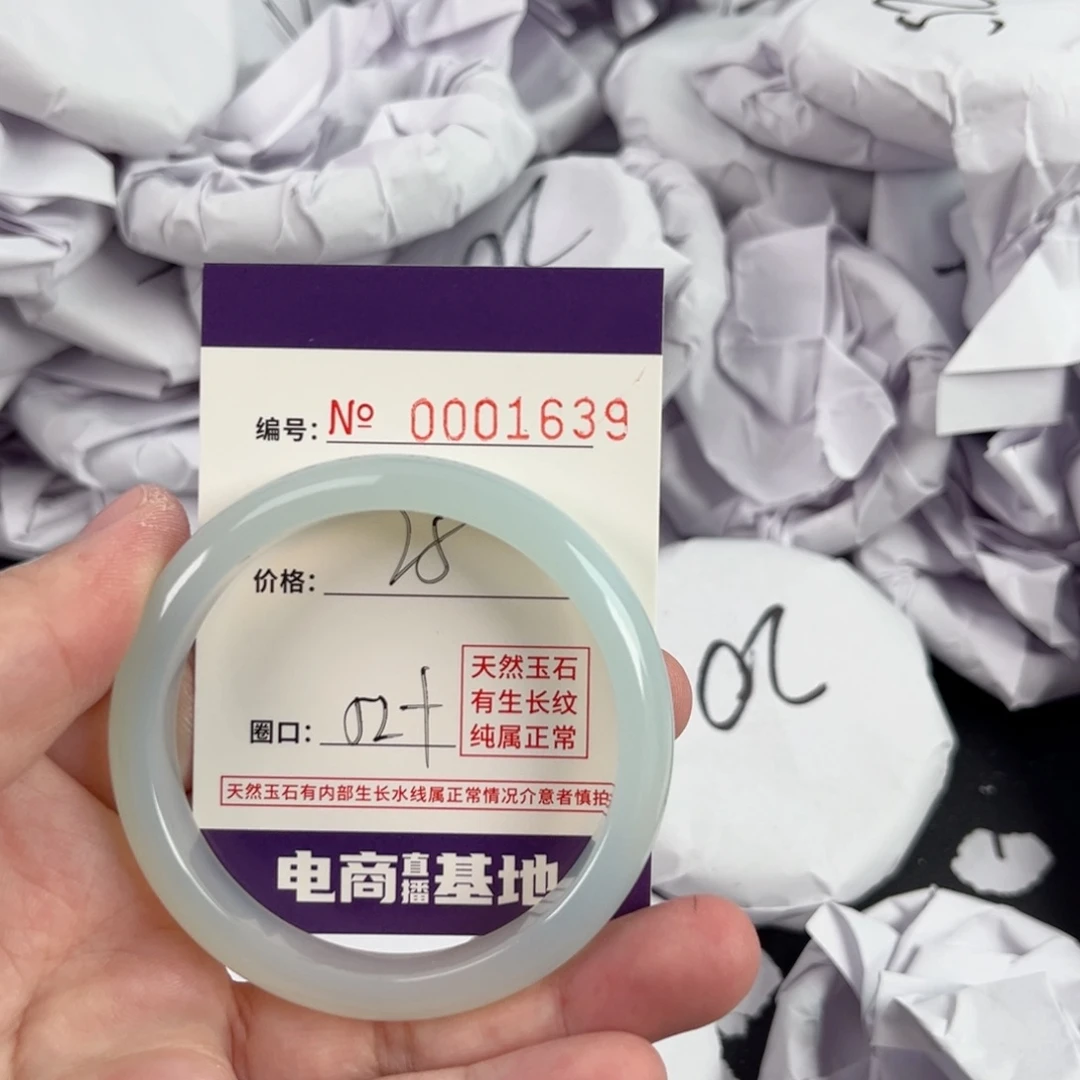 编号: № 0001639
价格: 28
圈口:
天然玉石
有生长纹
纯属正常
天然玉石有内部生长水线属正常情况介意者慎拍
电商直播基地